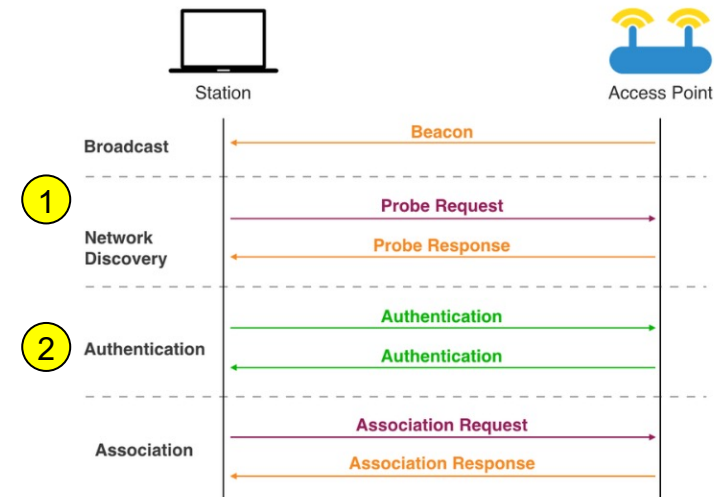 Station
Access Point
Broadcast
Beacon
1
Probe Request
Network
Discovery
Probe Response
Authentication
2
Authentication
Authentication
Association Request
Association
Association Response